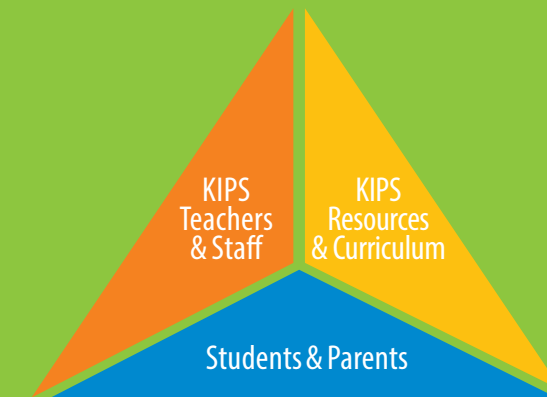 KIPS
Teachers
& Staff
KIPS
Resources
& Curriculum
Students & Parents